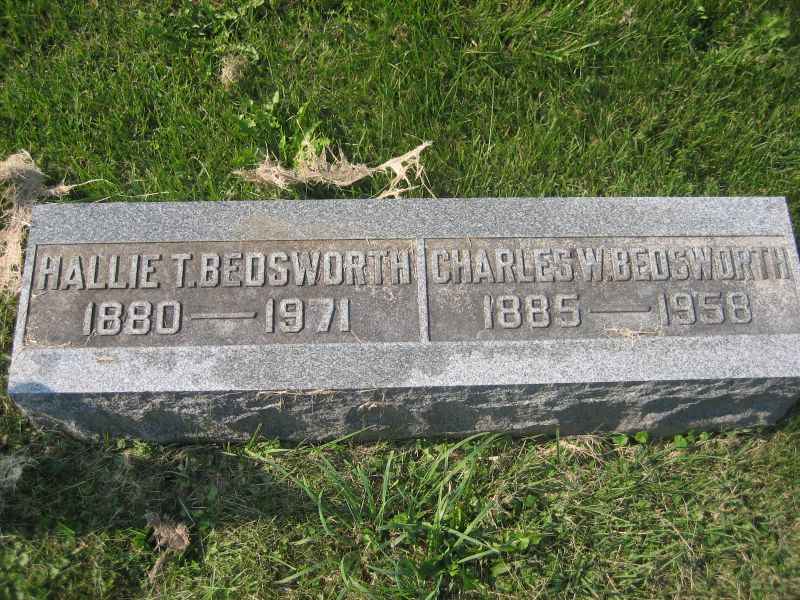 HALLIE T. BEDSWORTH
1880 — 1971
CHARLES W. BEDSWORTH
1885 — 1958